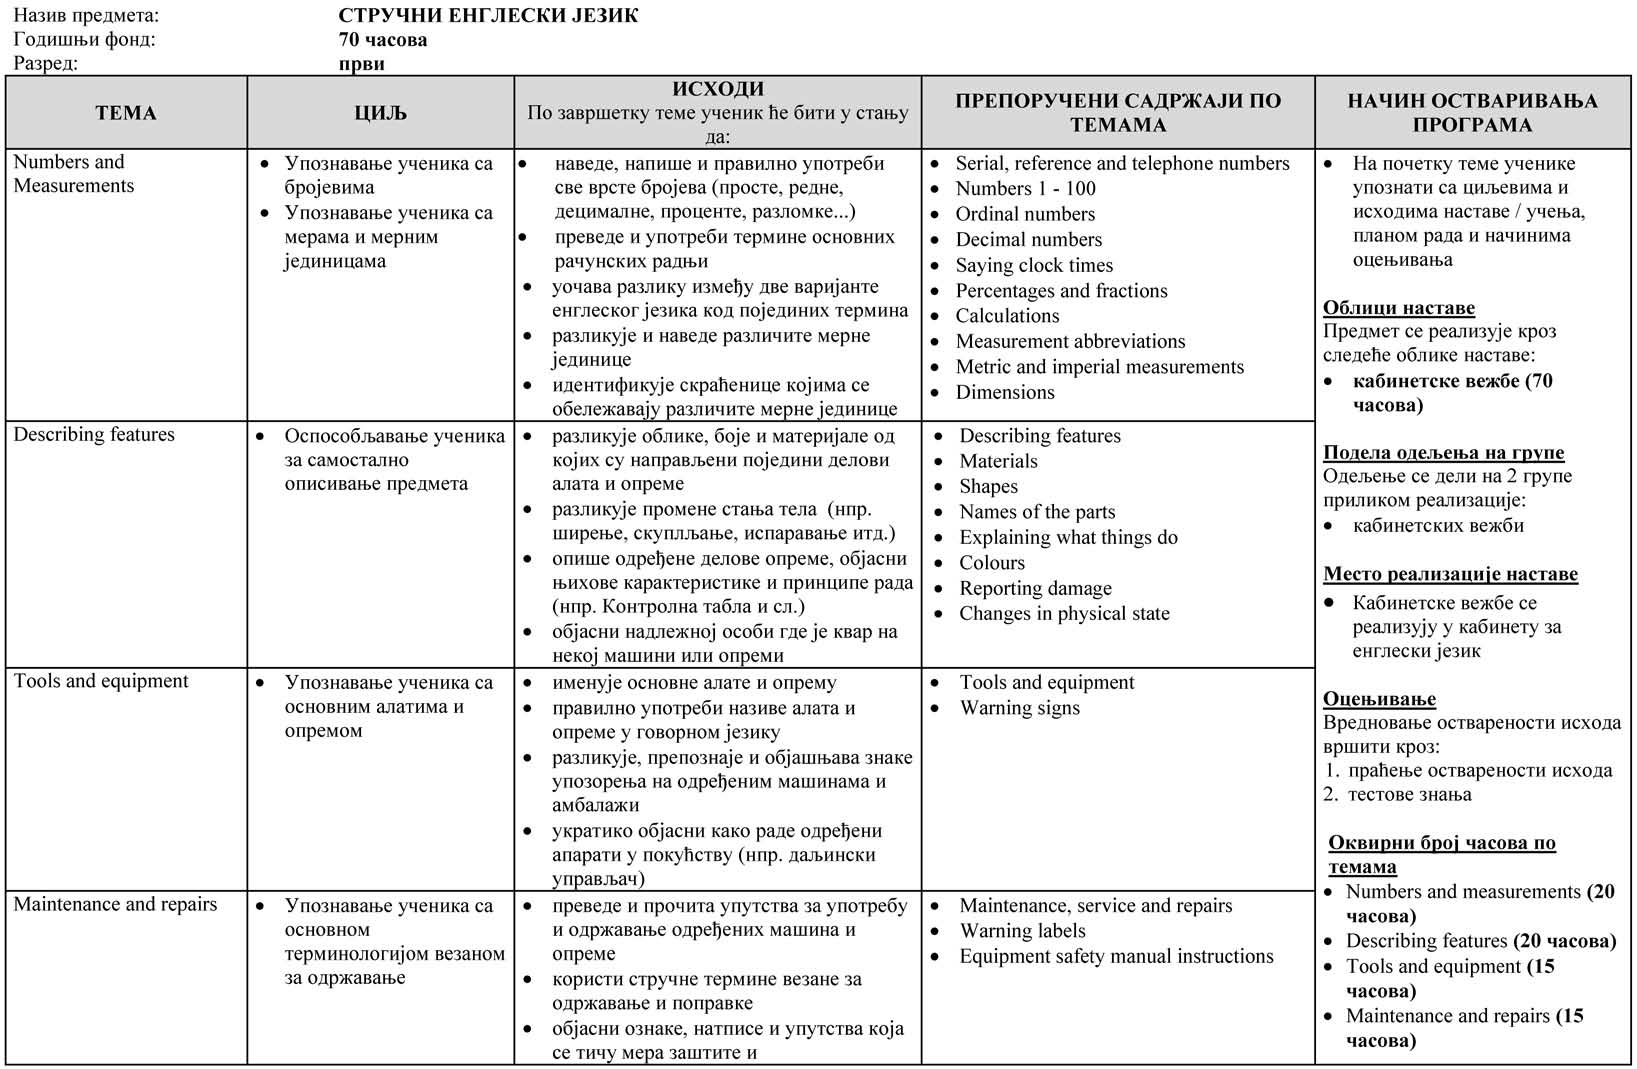 Назив предмета: СТРУЧНИ ЕНГЛЕСКИ ЈЕЗИК
Годишњи фонд: 70 часова
Разред: први
ТЕМА
ЦИЉ
ИСХОДИ
По завршетку теме ученик ће бити у стању
да:
ПРЕПОРУЧЕНИ САДРЖАЈИ ПО
ТЕМАМА
НАЧИН ОСТВАРИВАЊА
ПРОГРАМА
Numbers and
Measurements
• Упознавање ученика са
бројевима
• Упознавање ученика са
мерама и мерним
јединицама
• наведе, напише и правилно употреби
све врсте бројева (просте, редне,
децималне, проценте, разломке...)
• преведе и употреби термине основних
рачунских радњи
• уочава разлику између две варијанте
енглеског језика код појединих термина
• разликује и наведе различите мерне
јединице
• идентификује скраћенице којима се
обележавају различите мерне јединице
• Serial, reference and telephone numbers
• Numbers 1 - 100
• Ordinal numbers
• Decimal numbers
• Saying clock times
• Percentages and fractions
• Calculations
• Measurement abbreviations
• Metric and imperial measurements
• Dimensions
Describing features
• Оспособљавање ученика
за самостално
описивање предмета
• разликује облике, боје и материјале од
којих су направљени поједини делови
алата и опреме
• разликује промене стања тела (нпр.
ширење, скупљљање, испаравање итд.)
• опише одређене делове опреме, објасни
њихове карактеристике и принципе рада
(нпр. Контролна табла и сл.)
• објасни надлежној особи где је квар на
некој машини или опреми
• Describing features
• Materials
• Shapes
• Names of the parts
• Explaining what things do
• Colours
• Reporting damage
• Changes in physical state
Tools and equipment
• Упознавање ученика са
основним алатима и
опремом
• именује основне алате и опрему
• правилно употреби називе алата и
опреме у говорном језику
• разликује, препознаје и објашњава знаке
упозорења на одређеним машинама и
амбалажи
• укратико објасни како раде одређени
апарати у покућству (нпр. даљински
управљач)
• Tools and equipment
• Warning signs
Maintenance and repairs
• Упознавање ученика са
основном
терминологијом везаном
за одржавање
• преведе и прочита упутства за употребу
и одржавање одређених машина и
опреме
• користи стручне термине везане за
одржавање и поправке
• објасни ознаке, натписе и упутства која
се тичу мера заштите и
• Maintenance, service and repairs
• Warning labels
• Equipment safety manual instructions
• На почетку теме ученике
упознати са циљевима и
исходима наставе / учења,
планом рада и начинима
оцењивања
Облици наставе
Предмет се реализује кроз
следеће облике наставе:
• кабинетске вежбе (70
часова)
Подела одељења на групе
Одељење се дели на 2 групе
приликом реализације:
• кабинетских вежби
Место реализације наставе
• Кабинетске вежбе се
реализују у кабинету за
енглески језик
Оцењивање
Вредновање остварености исхода
вршити кроз:
1. праћење остварености исхода
2. тестове знања
Оквирни број часова по
темама
• Numbers and measurements (20
часова)
• Describing features (20 часова)
• Tools and equipment (15
часова)
• Maintenance and repairs (15
часова)